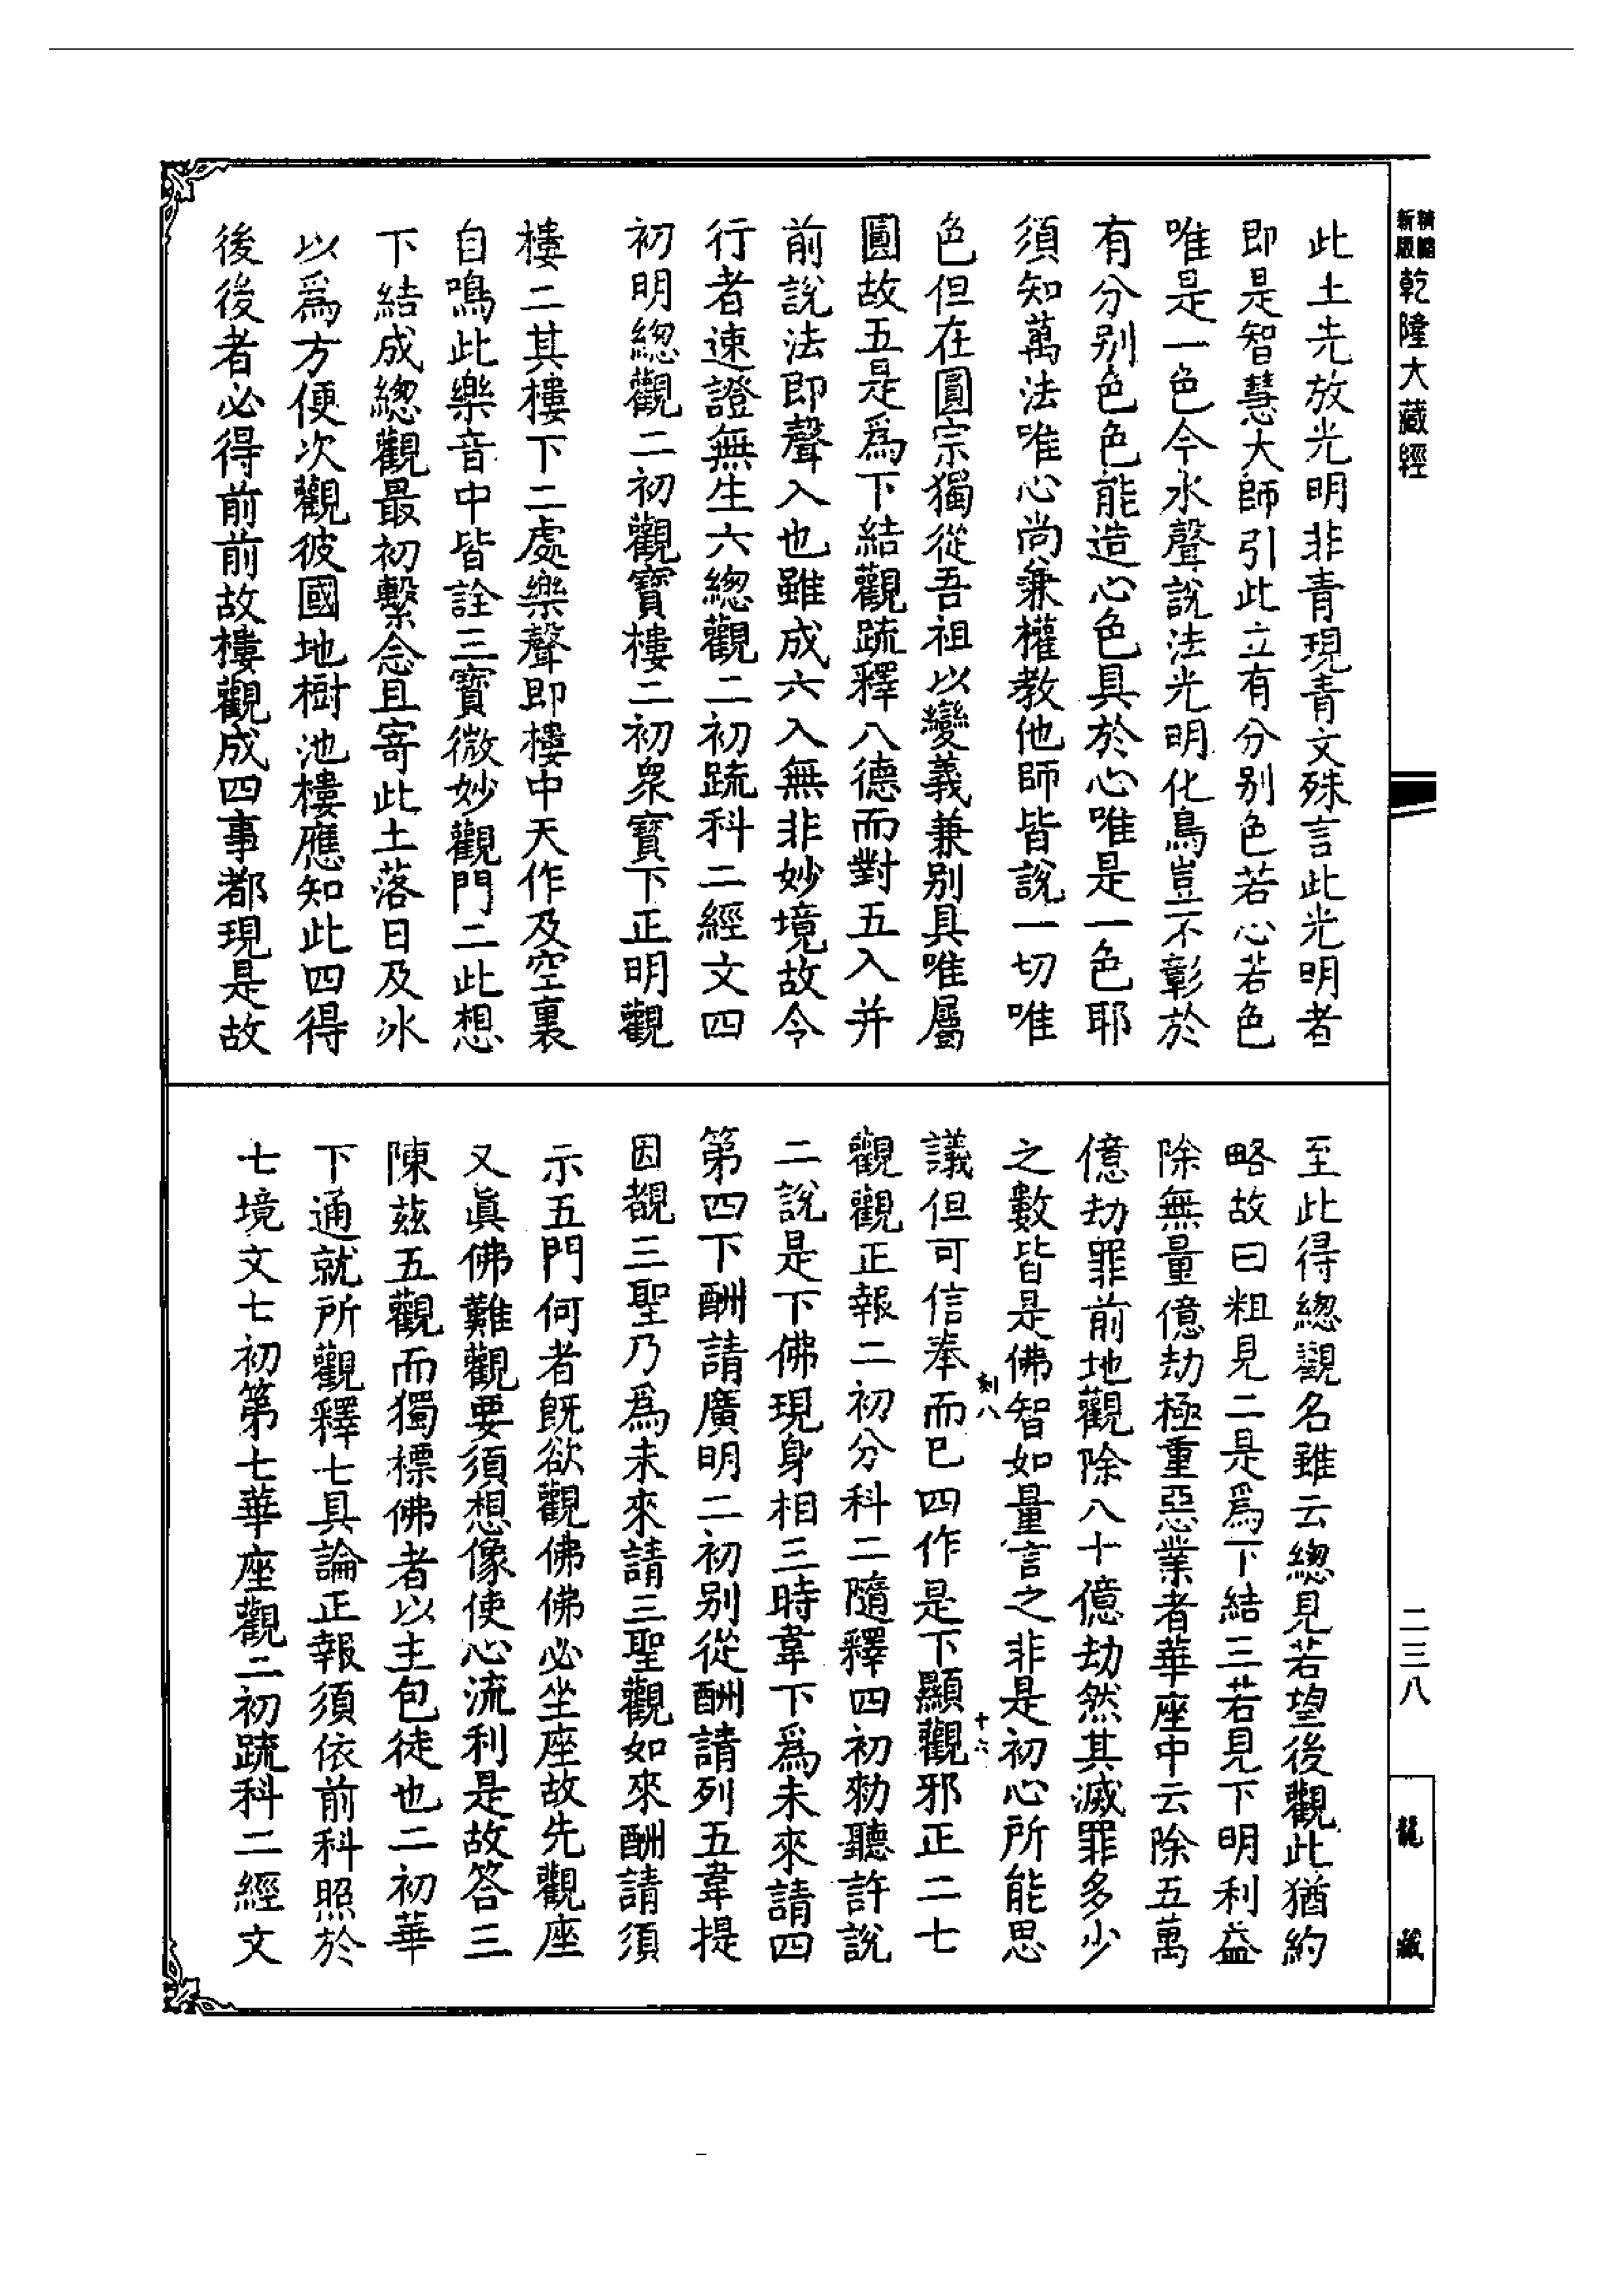 新版
精縮
乾隆大藏經
此土先放光明非青現青文殊言此光明者
即是智慧大師引此立有分別色若心若色
唯是一色今水聲說法光明化鳥豈不彰於
有分別色色能造心色具於心唯是一色耶
須知萬法唯心尚兼權教他師皆說一切唯
色但在圓宗獨從吾祖以變義兼別具唯屬
圓故五是為下結觀䟽釋八德而對五入并
前說法即聲入也雖成六入無非妙境故令
行者速證無生六總觀二初䟽科二經文四
初明總觀二初觀寶樓二初眾寶下正明觀
樓二其樓下二處樂聲即樓中天作及空裏
自鳴此樂音中皆詮三寶微妙觀門二此想
下結成總觀最初繫念且寄此土落日及冰
以為方便次觀彼國地樹池樓應知此四得
後後者必得前前故樓觀成四事都現是故
至此得總觀名雖云總見若望後觀此猶約
略故曰粗見二是為下結三若見下明利益
除無量億劫極重惡業者華座中云除五萬
億劫罪前地觀除八十億劫然其滅罪多少
之數皆是佛智如量言之非是初心所能思
議但可信奉而已四作是下顯觀邪正二七
觀觀正報二初分科二隨釋四初勑聽許說
二說是下佛現身相三時韋下為未來請四
第四下酬請廣明二初別從酬請列五韋提
因覩三聖乃為未來請三聖觀如來酬請須
示五門何者既欲觀佛佛必坐座故先觀座
又真佛難觀要須想像使心流利是故答三
陳茲五觀而獨標佛者以主包徒也二初華
下通就所觀釋七具論正報須依前科照於
七境文七初第七華座觀二初䟽科二經文
刻八
十六
二三八
龍藏